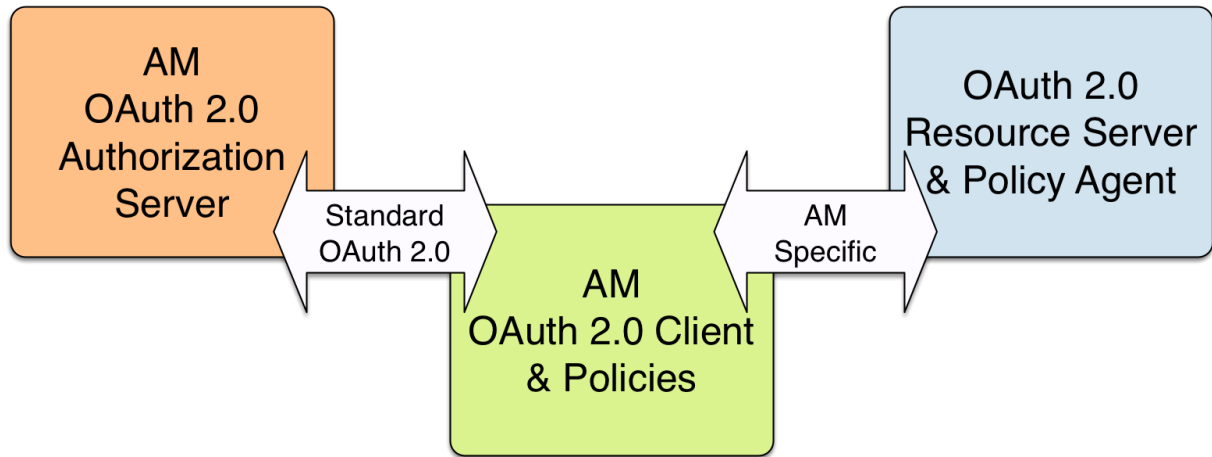 AM
OAuth 2.0
Authorization
Server
Standard
OAuth 2.0
AM
OAuth 2.0 Client
& Policies
AM
Specific
OAuth 2.0
Resource Server
& Policy Agent